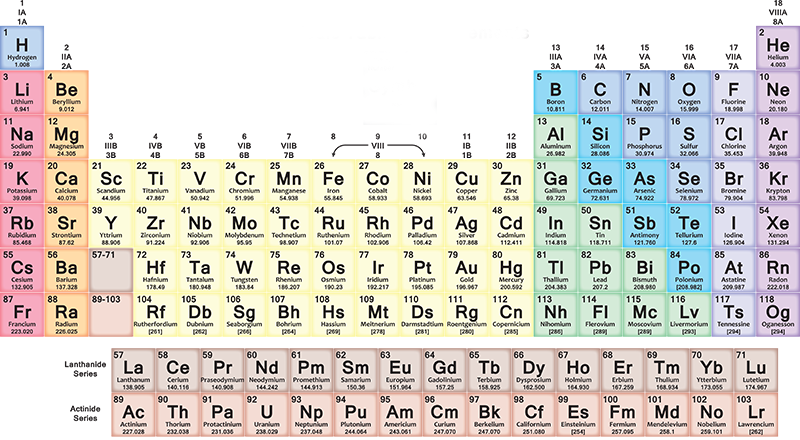 1 18
IA VIIIA
1A 8A
1 2
H He
Hydrogen Helium
1.008 4.003
2 13 14 15 16 17
IIA IIIA IVA VA VIA VIIA
2A 3A 4A 5A 6A 7A
3 4 5 6 7 8 9 10
Li Be B C N O F Ne
Lithium Beryllium Boron Carbon Nitrogen Oxygen Fluorine Neon
6.941 9.012 10.811 12.011 14.007 15.999 18.998 20.180
11 12 13 14 15 16 17 18
Na Mg Al Si P S Cl Ar
Sodium Magnesium Aluminum Silicon Phosphorus Sulfur Chlorine Argon
22.990 24.305 26.982 28.086 30.974 32.066 35.453 39.948
3 4 5 6 7 8 9 10 11 12
IIIB IVB VB VIB VIIB VIII IB IIB
3B 4B 5B 6B 7B 8 1B 2B
19 20 21 22 23 24 25 26 27 28 29 30 31 32 33 34 35 36
K Ca Sc Ti V Cr Mn Fe Co Ni Cu Zn Ga Ge As Se Br Kr
Potassium Calcium Scandium Titanium Vanadium Chromium Manganese Iron Cobalt Nickel Copper Zinc Gallium Germanium Arsenic Selenium Bromine Krypton
39.098 40.078 44.956 47.867 50.942 51.996 54.938 55.845 58.933 58.693 63.546 65.38 69.723 72.631 74.922 78.972 79.904 83.798
37 38 39 40 41 42 43 44 45 46 47 48 49 50 51 52 53 54
Rb Sr Y Zr Nb Mo Tc Ru Rh Pd Ag Cd In Sn Sb Te I Xe
Rubidium Strontium Yttrium Zirconium Niobium Molybdenum Technetium Ruthenium Rhodium Palladium Silver Cadmium Indium Tin Antimony Tellurium Iodine Xenon
85.468 87.62 88.906 91.224 92.906 95.95 98.907 101.07 102.906 106.42 107.868 112.411 114.818 118.711 121.760 127.6 126.904 131.294
55 56 57-71 72 73 74 75 76 77 78 79 80 81 82 83 84 85 86
Cs Ba Hf Ta W Re Os Ir Pt Au Hg Tl Pb Bi Po At Rn
Cesium Barium Hafnium Tantalum Tungsten Rhenium Osmium Iridium Platinum Gold Mercury Thallium Lead Bismuth Polonium Astatine Radon
132.905 137.328 178.49 180.948 183.84 186.207 190.23 192.217 195.085 196.967 200.592 204.383 207.2 208.980 [208.982] 209.987 222.018
87 88 89-103 104 105 106 107 108 109 110 111 112 113 114 115 116 117 118
Fr Ra Rf Db Sg Bh Hs Mt Ds Rg Cn Nh Fl Mc Lv Ts Og
Francium Radium Rutherfordium Dubnium Seaborgium Bohrium Hassium Meitnerium Darmstadtium Roentgenium Copernicium Nihomium Flerovium Moscovium Livermorium Tennessine Oganesson
223.020 226.025 [261] [262] [266] [264] [269] [278] [281] [280] [285] [286] [289] [289] [293] [294] [294]
Lanthanide
Series
57 58 59 60 61 62 63 64 65 66 67 68 69 70 71
La Ce Pr Nd Pm Sm Eu Gd Tb Dy Ho Er Tm Yb Lu
Lanthanum Cerium Praseodymium Neodymium Promethium Samarium Europium Gadolinium Terbium Dysprosium Holmium Erbium Thulium Ytterbium Lutetium
138.905 140.116 140.908 144.242 144.913 150.36 151.964 157.25 158.925 162.500 164.930 167.259 168.934 173.055 174.967
Actinide
Series
89 90 91 92 93 94 95 96 97 98 99 100 101 102 103
Ac Th Pa U Np Pu Am Cm Bk Cf Es Fm Md No Lr
Actinium Thorium Protactinium Uranium Neptunium Plutonium Americium Curium Berkelium Californium Einsteinium Fermium Mendelevium Nobelium Lawrencium
227.028 232.038 231.036 238.029 237.048 244.064 243.061 247.070 247.070 251.080 [254] 257.095 258.1 259.101 [262]